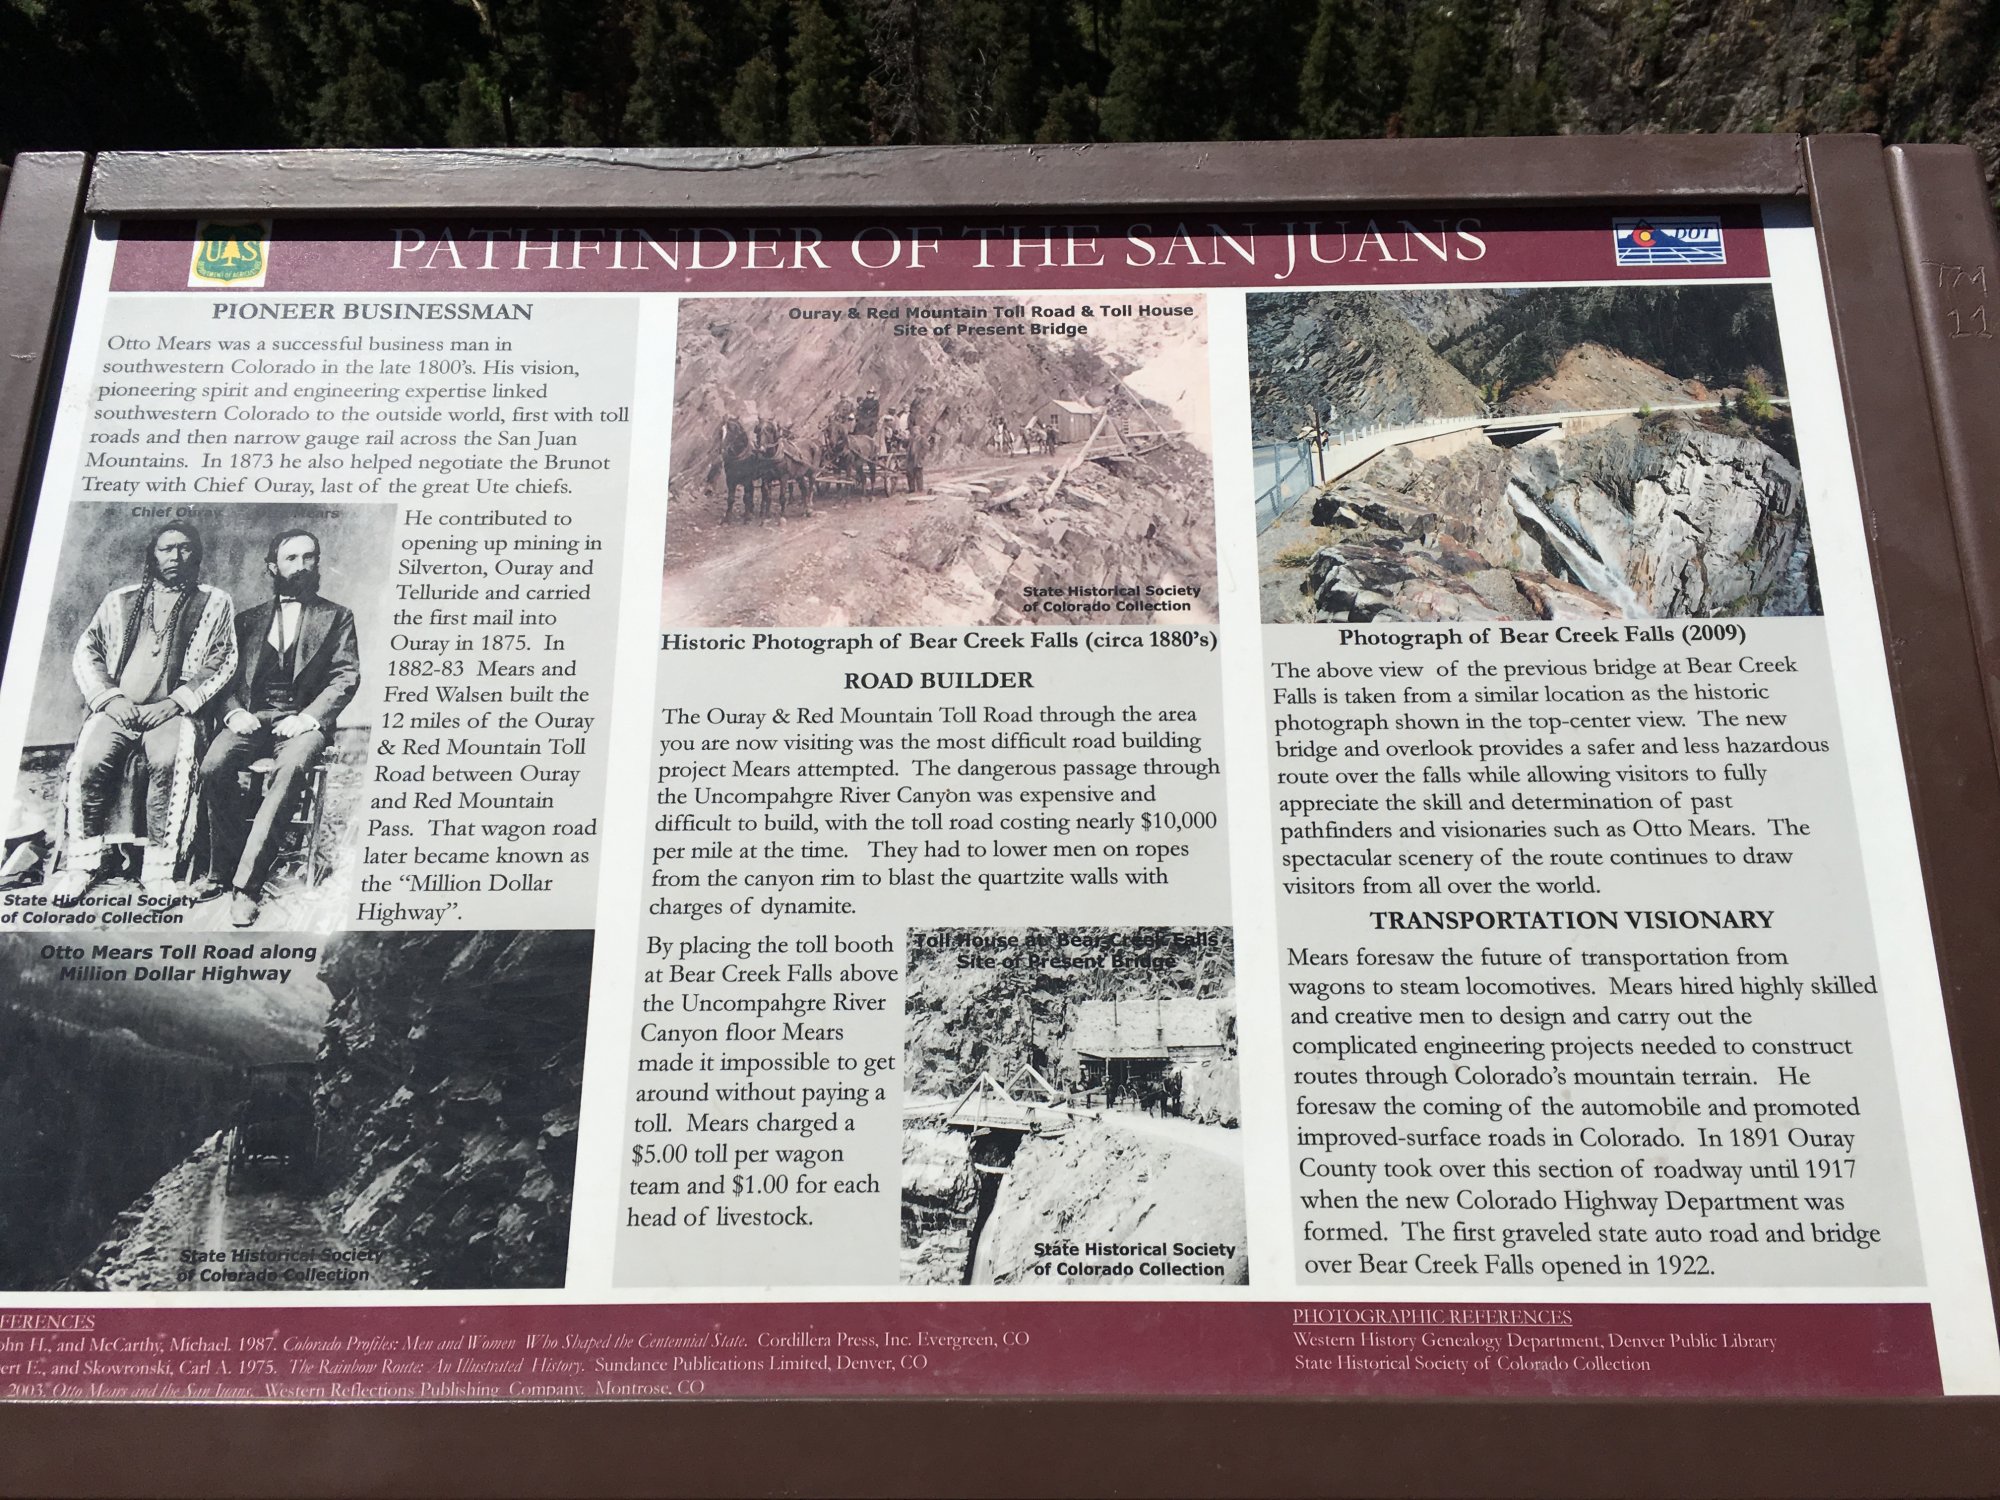 PATHFINDER OF THE SAN JUANS
UAS
DEPARTMENT OF AGRICULTURE
DOT
PIONEER BUSINESSMAN
Otto Mears was a successful business man in
southwestern Colorado in the late 1800's. His vision,
pioneering spirit and engineering expertise linked
southwestern Colorado to the outside world, first with toll
roads and then narrow gauge rail across the San Juan
Mountains. In 1873 he also helped negotiate the Brunot
Treaty with Chief Ouray, last of the great Ute chiefs.
Chief Ouray Mears
He contributed to
opening up mining in
Silverton, Ouray and
Telluride and carried
the first mail into
Ouray in 1875. In
1882-83 Mears and
Fred Walsen built the
12 miles of the Ouray
& Red Mountain Toll
Road between Ouray
and Red Mountain
Pass. That wagon road
later became known as
the "Million Dollar
Highway".
State Historical Society
of Colorado Collection
Otto Mears Toll Road along
Million Dollar Highway
State Historical Society
of Colorado Collection
Ouray & Red Mountain Toll Road & Toll House
Site of Present Bridge
State Historical Society
of Colorado Collection
Historic Photograph of Bear Creek Falls (circa 1880's)
ROAD BUILDER
The Ouray & Red Mountain Toll Road through the area
you are now visiting was the most difficult road building
project Mears attempted. The dangerous passage through
the Uncompahgre River Canyon was expensive and
difficult to build, with the toll road costing nearly $10,000
per mile at the time. They had to lower men on ropes
from the canyon rim to blast the quartzite walls with
charges of dynamite.
By placing the toll booth
at Bear Creek Falls above
the Uncompahgre River
Canyon floor Mears
made it impossible to get
around without paying a
toll. Mears charged a
$5.00 toll per wagon
team and $1.00 for each
head of livestock.
Toll House at Bear Creek Falls
Site of Present Bridge
State Historical Society
of Colorado Collection
Photograph of Bear Creek Falls (2009)
The above view of the previous bridge at Bear Creek
Falls is taken from a similar location as the historic
photograph shown in the top-center view. The new
bridge and overlook provides a safer and less hazardous
route over the falls while allowing visitors to fully
appreciate the skill and determination of past
pathfinders and visionaries such as Otto Mears. The
spectacular scenery of the route continues to draw
visitors from all over the world.
TRANSPORTATION VISIONARY
Mears foresaw the future of transportation from
wagons to steam locomotives. Mears hired highly skilled
and creative men to design and carry out the
complicated engineering projects needed to construct
routes through Colorado's mountain terrain. He
foresaw the coming of the automobile and promoted
improved-surface roads in Colorado. In 1891 Ouray
County took over this section of roadway until 1917
when the new Colorado Highway Department was
formed. The first graveled state auto road and bridge
over Bear Creek Falls opened in 1922.
FERENCES
ohn H., and McCarthy, Michael. 1987. Colorado Profiles: Men and Women Who Shaped the Centennial State. Cordillera Press, Inc. Evergreen, CO
ert E., and Skowronski, Carl A. 1975. The Rainbow Route: An Illustrated History. Sundance Publications Limited, Denver, CO
2003. Otto Mears and the San Juans. Western Reflections Publishing Company. Montrose, CO
PHOTOGRAPHIC REFERENCES
Western History Genealogy Department, Denver Public Library
State Historical Society of Colorado Collection
TM
11